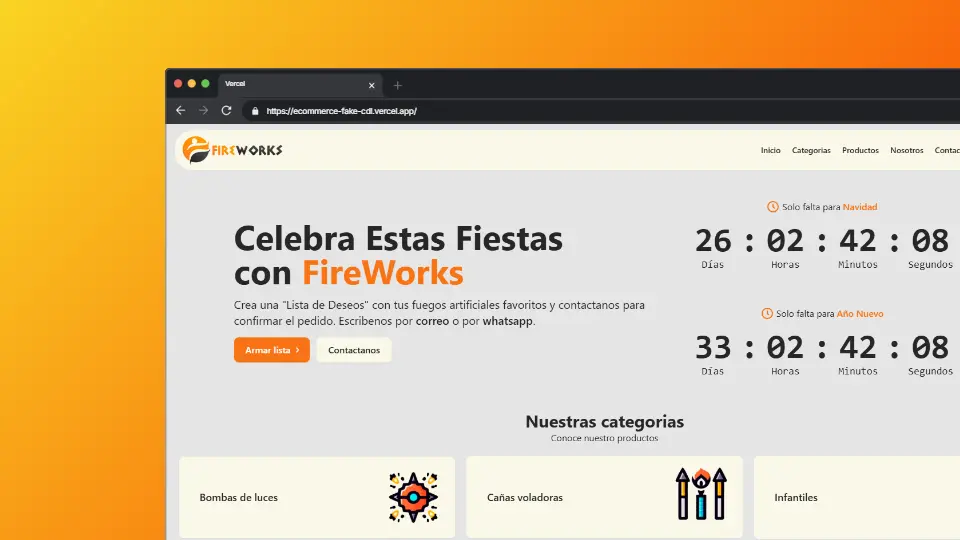 Vercel
https://ecommerce-fake-cdl.vercel.app/
FIREWORKS
Inicio Categorias Productos Nosotros Contac
Celebra Estas Fiestas
con FireWorks
Crea una "Lista de Deseos" con tus fuegos artificiales favoritos y contactanos para
confirmar el pedido. Escribenos por correo o por whatsapp.
Armar lista ›
Contactanos
Solo falta para Navidad
26 : 02 : 42 : 08
Días Horas Minutos Segundos
Solo falta para Año Nuevo
33 : 02 : 42 : 08
Días Horas Minutos Segundos
Nuestras categorias
Conoce nuestro productos
Bombas de luces
Cañas voladoras
Infantiles